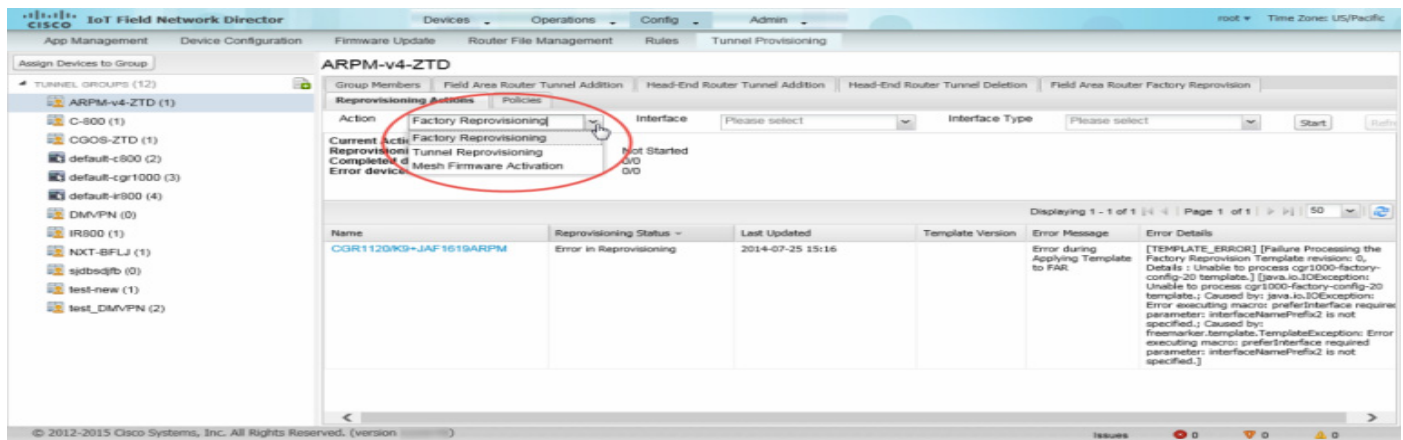 CISCO IoT Field Network Director
Devices Operations Config Admin
root Time Zone: US/Pacific
App Management Device Configuration Firmware Update Router File Management Rules Tunnel Provisioning
Assign Devices to Group
TUNNEL GROUPS (12)
ARPM-v4-ZTD (1)
C-800 (1)
CGOS-ZTD (1)
default-c800 (2)
default-cgr1000 (3)
default-ir800 (4)
DMVPN (0)
IR800 (1)
NXT-BFLJ (1)
sjdbsdjfb (0)
test-new (1)
test_DMVPN (2)
ARPM-v4-ZTD
Group Members Field Area Router Tunnel Addition Head-End Router Tunnel Addition Head-End Router Tunnel Deletion Field Area Router Factory Reprovision
Reprovisioning Actions Policies
Action Factory Reprovisioning Interface Please select Interface Type Please select Start Refre
Factory Reprovisioning
Tunnel Reprovisioning
Mesh Firmware Activation
Current Acti
Reprovisioni Not Started
Completed d 0/0
Error device 0/0
Displaying 1 - 1 of 1 Page 1 of 1 50
Name Reprovisioning Status Last Updated Template Version Error Message Error Details
CGR1120/K9+JAF1619ARPM Error in Reprovisioning 2014-07-25 15:16
Error during
Applying Template
to FAR
[TEMPLATE_ERROR] [Failure Processing the
Factory Reprovision Template revision: 0,
Details : Unable to process cgr1000-factory-
config-20 template.] [java.io.IOException:
Unable to process cgr1000-factory-config-20
template.; Caused by: java.io.IOException:
Error executing macro: preferInterface require
parameter: interfaceNamePrefix2 is not
specified.; Caused by:
freemarker.template.TemplateException: Error
executing macro: preferInterface required
parameter: interfaceNamePrefix2 is not
specified.]
© 2012-2015 Cisco Systems, Inc. All Rights Reserved. (version )
Issues 0 0 0